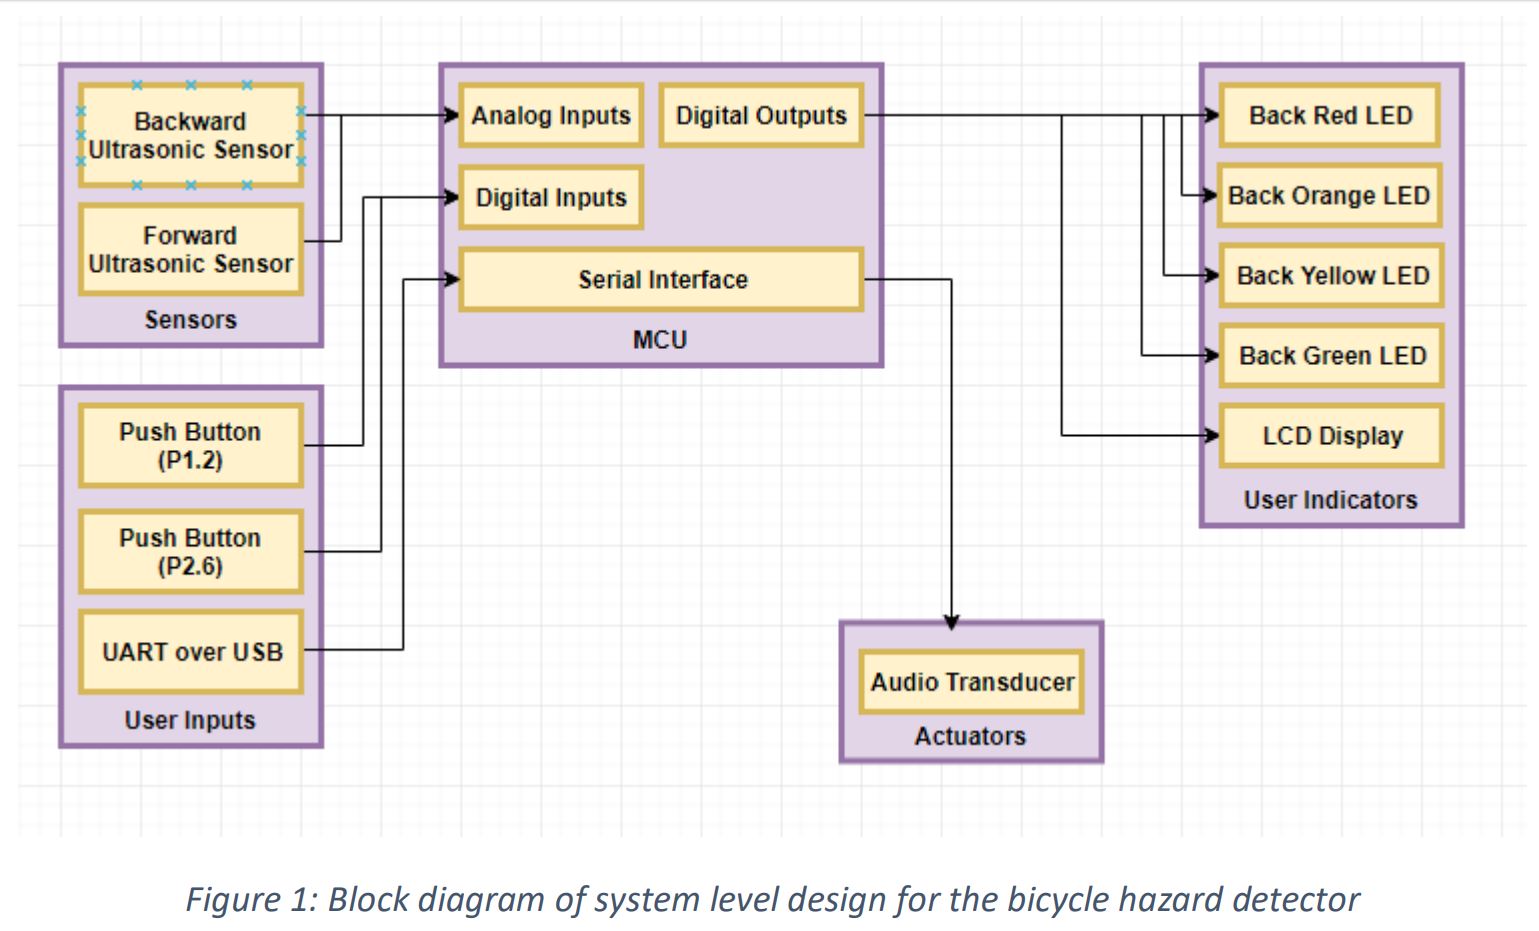 Backward
Ultrasonic Sensor
Forward
Ultrasonic Sensor
Sensors
Push Button
(P1.2)
Push Button
(P2.6)
UART over USB
User Inputs
Analog Inputs
Digital Outputs
Digital Inputs
Serial Interface
MCU
Back Red LED
Back Orange LED
Back Yellow LED
Back Green LED
LCD Display
User Indicators
Audio Transducer
Actuators
Figure 1: Block diagram of system level design for the bicycle hazard detector